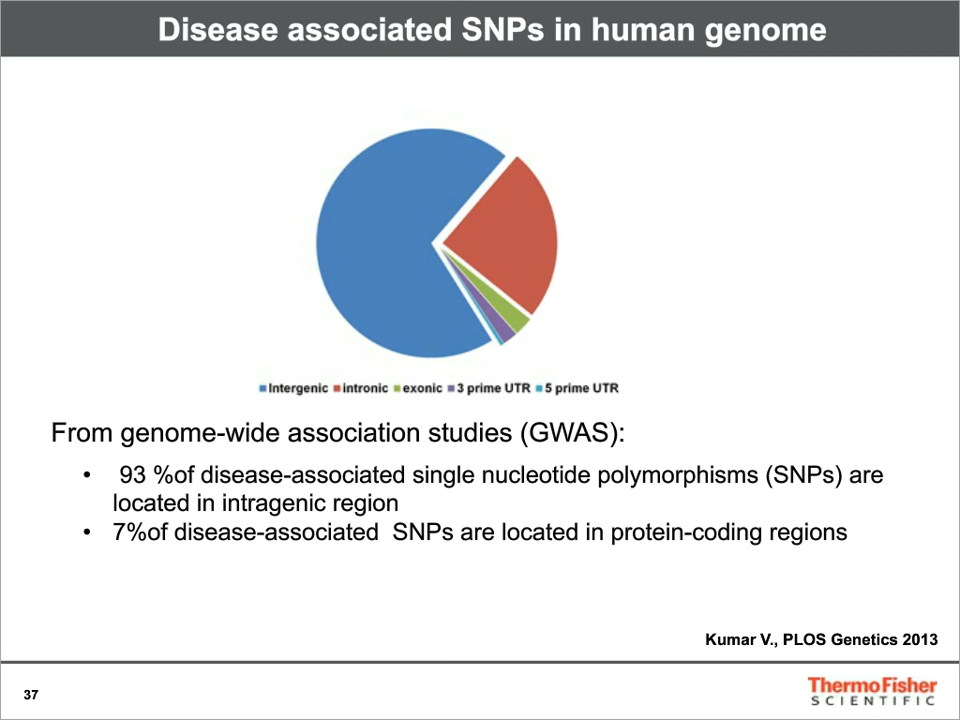 Disease associated SNPs in human genome
Intergenic intronic exonic 3 prime UTR 5 prime UTR
From genome-wide association studies (GWAS):
• 93 %of disease-associated single nucleotide polymorphisms (SNPs) are
located in intragenic region
• 7%of disease-associated SNPs are located in protein-coding regions
Kumar V., PLOS Genetics 2013
37
ThermoFisher
SCIENTIFIC